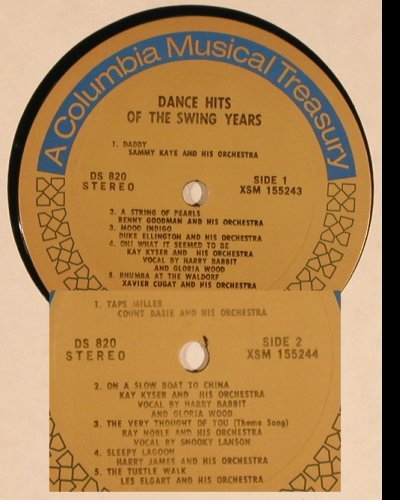 A Columbia Musical Treasury
DANCE HITS
OF THE SWING YEARS
1. DADDY
SAMMY KAYE AND HIS ORCHESTRA
DS 820
STEREO
SIDE 1
XSM 155243
2. A STRING OF PEARLS
BENNY GOODMAN AND HIS ORCHESTRA
3. MOOD INDIGO
DUKE ELLINGTON AND HIS ORCHESTRA
4. OH! WHAT IT SEEMED TO BE
KAY KYSER AND HIS ORCHESTRA
VOCAL BY HARRY BABBIT
AND GLORIA WOOD
5. RHUMBA AT THE WALDORF
XAVIER CUGAT AND HIS ORCHESTRA
1. TAPS MILLER
COUNT BASIE AND HIS ORCHESTRA
DS 820
STEREO
SIDE 2
XSM 155244
2. ON A SLOW BOAT TO CHINA
KAY KYSER AND HIS ORCHESTRA
VOCAL BY HARRY BABBIT
AND GLORIA WOOD
3. THE VERY THOUGHT OF YOU (Theme Song)
RAY NOBLE AND HIS ORCHESTRA
VOCAL BY SNOOKY LANSON
4. SLEEPY LAGOON
HARRY JAMES AND HIS ORCHESTRA
5. THE TURTLE WALK
LES ELGART AND HIS ORCHESTRA